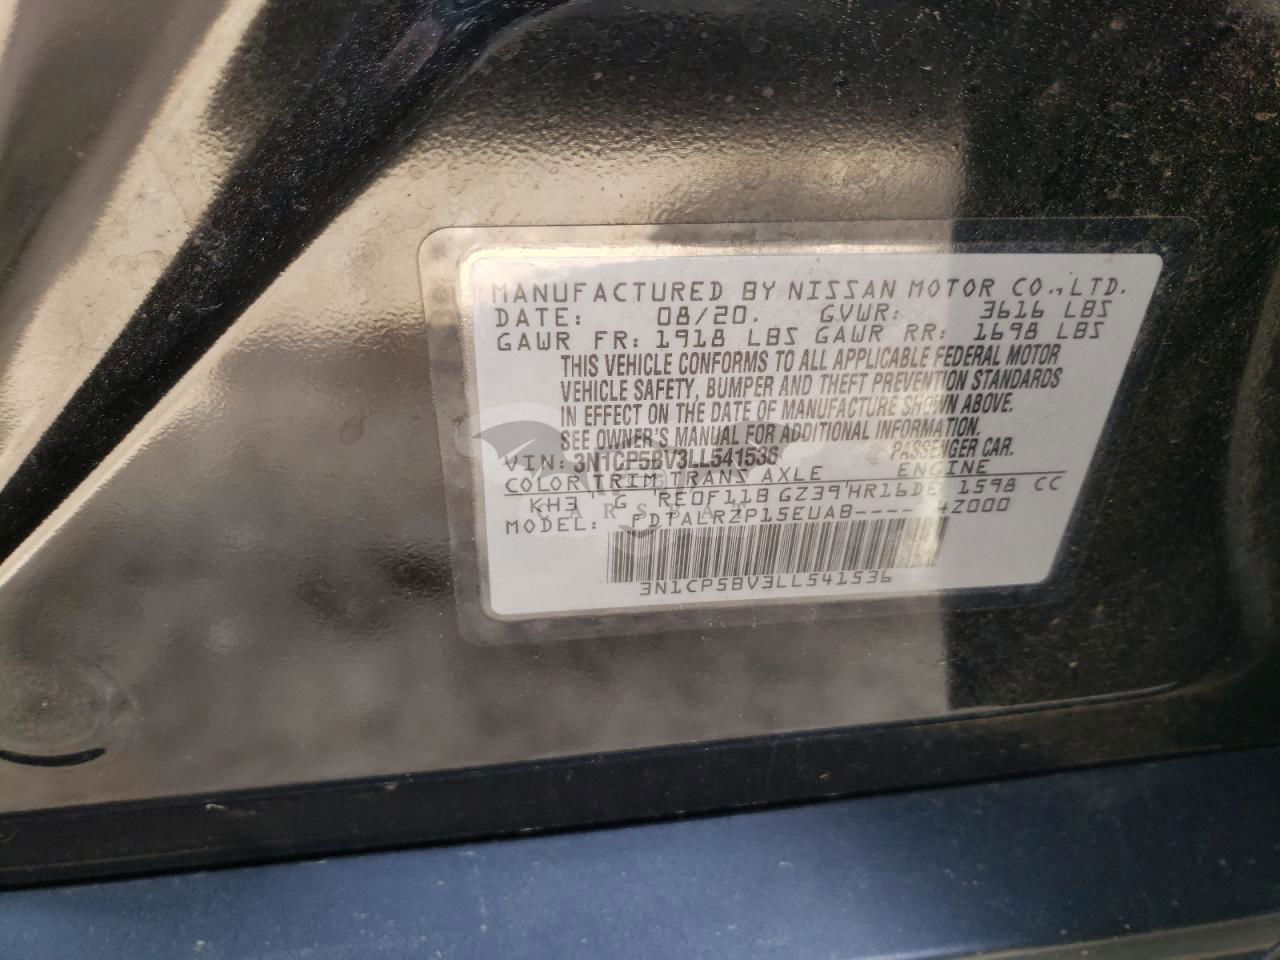 MANUFACTURED BY NISSAN MOTOR CO.,LTD.
DATE: 08/20. GVWR: 3616 LBS
GAWR FR: 1918 LBS GAWR RR: 1698 LBS
THIS VEHICLE CONFORMS TO ALL APPLICABLE FEDERAL MOTOR
VEHICLE SAFETY, BUMPER AND THEFT PREVENTION STANDARDS
IN EFFECT ON THE DATE OF MANUFACTURE SHOWN ABOVE.
SEE OWNER'S MANUAL FOR ADDITIONAL INFORMATION.
VIN: 3N1CP5BV3LL541536 PASSENGER CAR.
COLOR TRIM TRANS AXLE ENGINE
KH3 G RE0F11B GZ39 HR16DE 1598 CC
MODEL: FDTALRZP15EUAB---- Z000
3N1CP5BV3LL541536